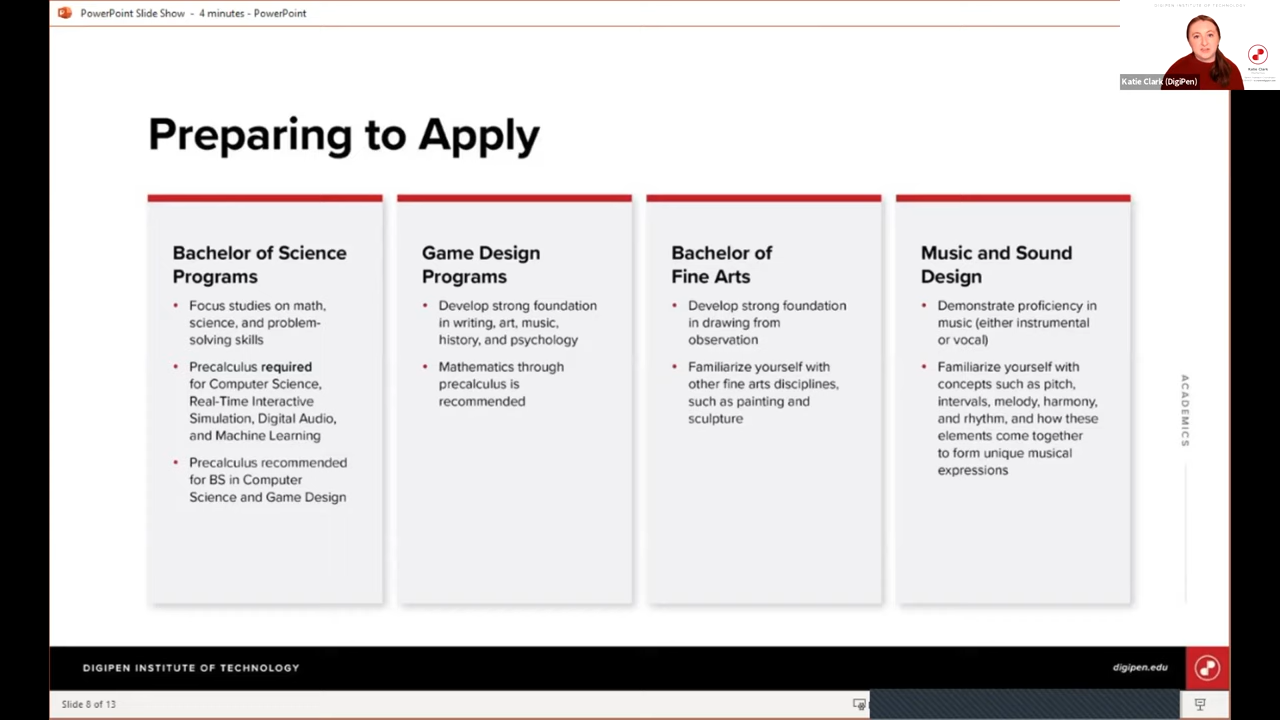 PowerPoint Slide Show - 4 minutes - PowerPoint
DIGIPEN INSTITUTE OF TECHNOLOGY
Katie Clark
Katie Clark (DigiPen)
Preparing to Apply
Bachelor of Science
Programs
• Focus studies on math,
science, and problem-
solving skills
• Precalculus required
for Computer Science,
Real-Time Interactive
Simulation, Digital Audio,
and Machine Learning
• Precalculus recommended
for BS in Computer
Science and Game Design
Game Design
Programs
• Develop strong foundation
in writing, art, music,
history, and psychology
• Mathematics through
precalculus is
recommended
Bachelor of
Fine Arts
• Develop strong foundation
in drawing from
observation
• Familiarize yourself with
other fine arts disciplines,
such as painting and
sculpture
Music and Sound
Design
• Demonstrate proficiency in
music (either instrumental
or vocal)
• Familiarize yourself with
concepts such as pitch,
intervals, melody, harmony,
and rhythm, and how these
elements come together
to form unique musical
expressions
ACADEMICS
DIGIPEN INSTITUTE OF TECHNOLOGY
digipen.edu
Slide 8 of 13